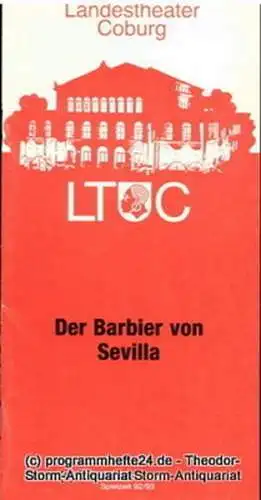 Landestheater
Coburg
LTC
Der Barbier von
Sevilla
(c) programmhefte24.de - Theodor-
Storm-Antiquariat Storm-Antiquariat
Spielzeit 92/93